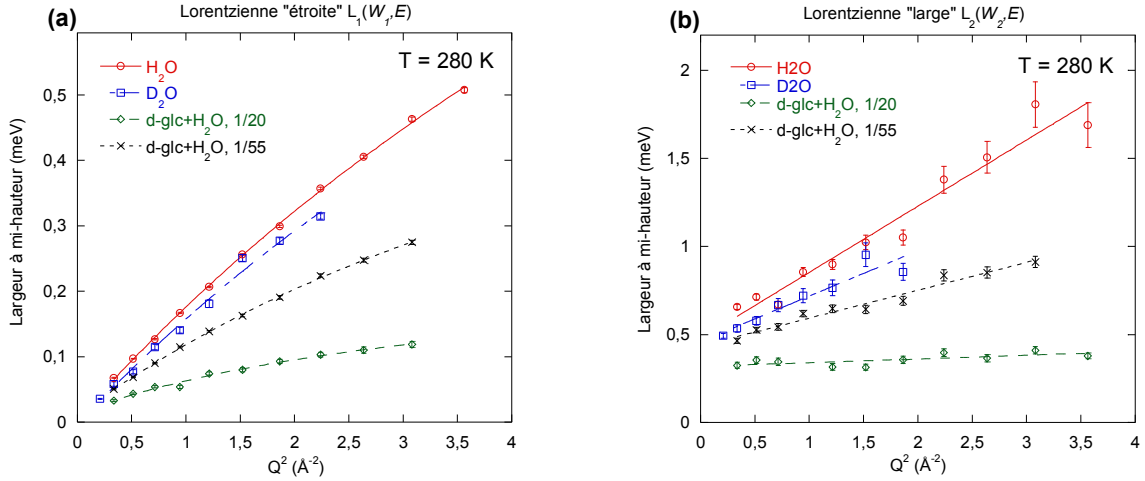 (a)
Lorentzienne "étroite" L₁(W₁,E)
H₂O
D₂O
d-glc+H₂O, 1/20
d-glc+H₂O, 1/55
T = 280 K
Largeur à mi-hauteur (meV)
0,5
0,4
0,3
0,2
0,1
0
0 0,5 1 1,5 2 2,5 3 3,5 4
Q² (Å⁻²)
(b)
Lorentzienne "large" L₂(W₂,E)
H2O
D2O
d-glc+H₂O, 1/20
d-glc+H₂O, 1/55
T = 280 K
Largeur à mi-hauteur (meV)
2
1,5
1
0,5
0
0 0,5 1 1,5 2 2,5 3 3,5 4
Q² (Å⁻²)